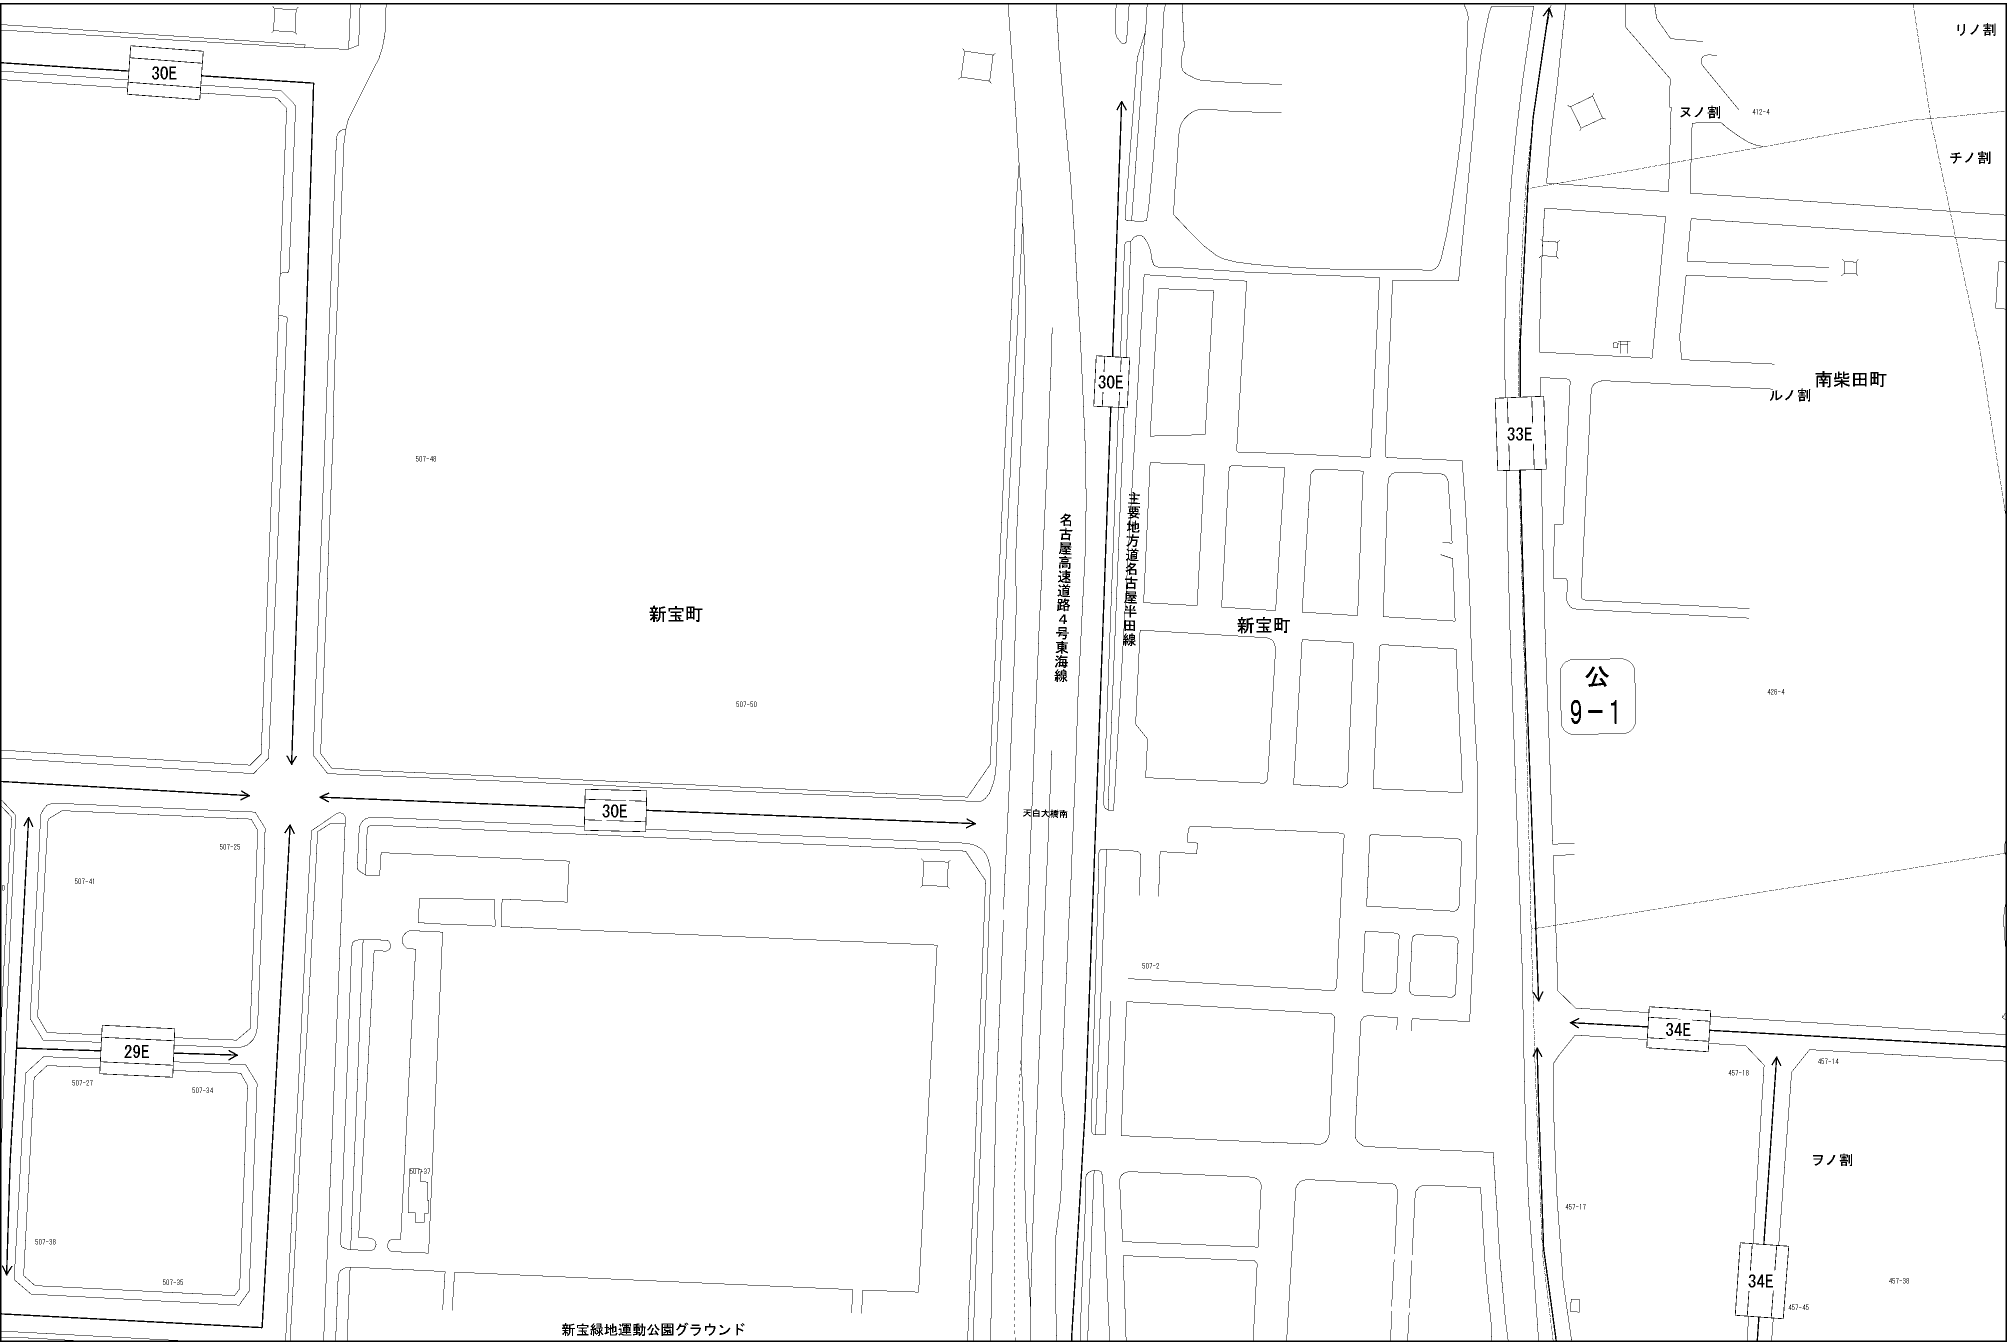 リノ割
30E
ヌノ割
412-4
チノ割
30E
南柴田町
ルノ割
33E
507-48
主要地方道名古屋半田線
名古屋高速道路４号東海線
新宝町
新宝町
公
9-1
426-4
507-50
30E
天白大橋南
507-25
507-41
507-2
34E
29E
457-14
457-18
507-27
507-34
ヲノ割
507-37
457-17
507-38
507-35
34E
457-38
457-45
新宝緑地運動公園グラウンド